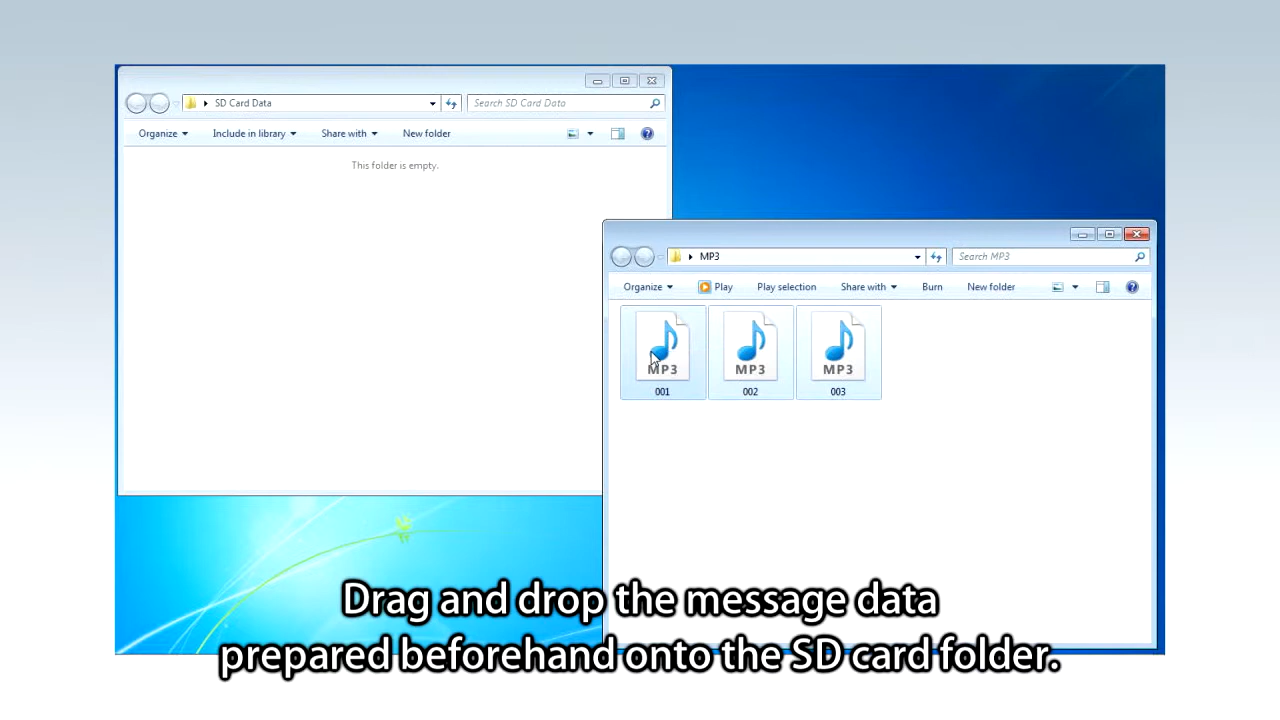 SD Card Data
Search SD Card Data
Organize Include in library Share with New folder
This folder is empty.
MP3
Search MP3
Organize Play Play selection Share with Burn New folder
MP3 MP3 MP3
001 002 003
Drag and drop the message data
prepared beforehand onto the SD card folder.